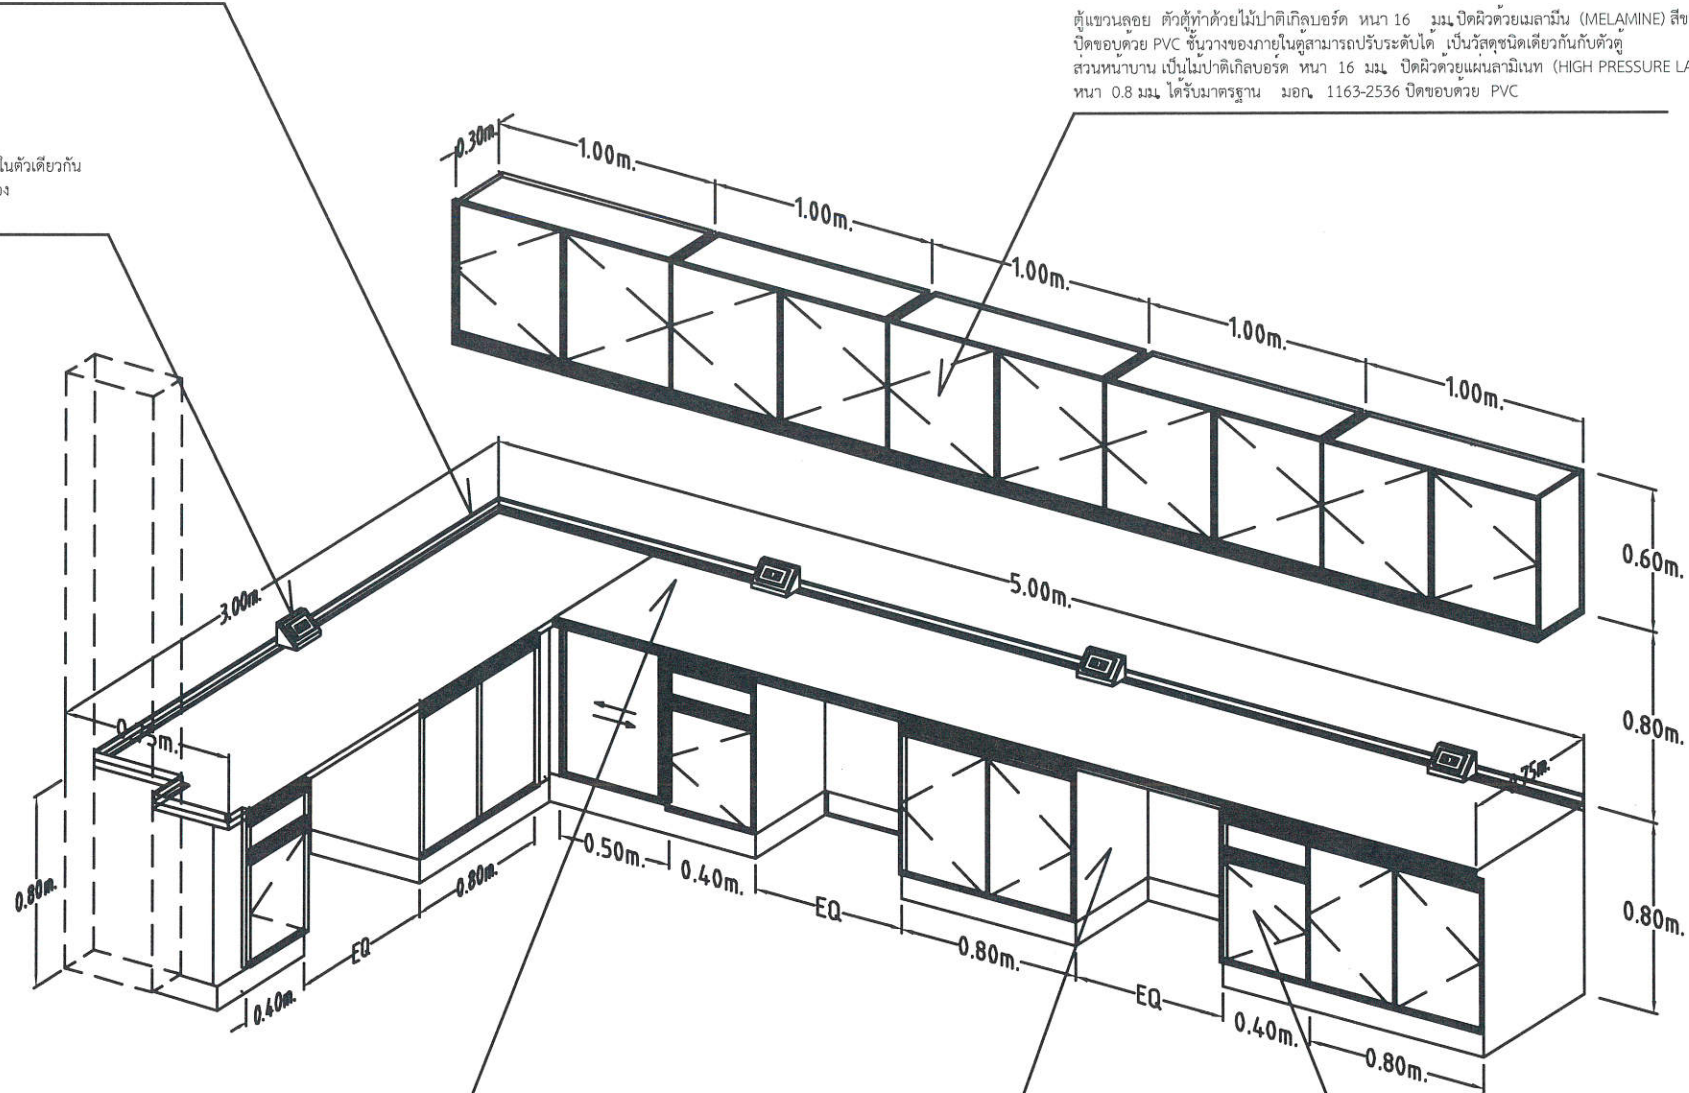 ตู้แขวนลอย ตัวตู้ทำด้วยไม้ปาติเกิลบอร์ด หนา 16 มม. ปิดผิวด้วยเมลามีน (MELAMINE)
ปิดขอบด้วย PVC ชั้นวางของภายในตู้สามารถปรับระดับได้ เป็นวัสดุชนิดเดียวกันกับตัวตู้
ส่วนหน้าบาน เป็นไม้ปาติเกิลบอร์ด หนา 16 มม. ปิดผิวด้วยแผ่นลามิเนท (HIGH PRESSURE LA
หนา 0.8 มม. ได้รับมาตรฐาน มอก. 1163-2536 ปิดขอบด้วย PVC
ในตัวเดียวกัน
0.30m.
1.00m.
1.00m.
1.00m.
1.00m.
1.00m.
0.60m.
5.00m.
3.00m.
0.80m.
0.80m.
0.80m.
0.50m.
0.40m.
EQ
0.80m.
EQ
0.40m.
0.80m.
0.80m.
EQ
0.40m.